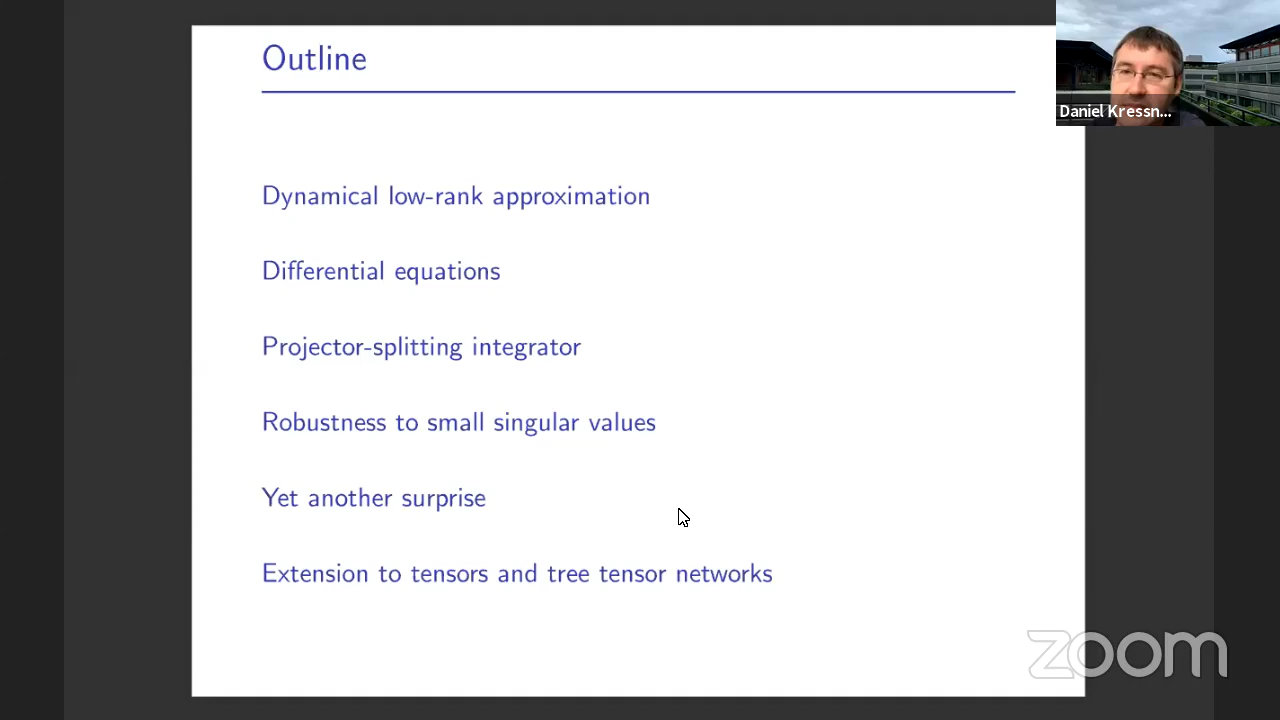 Outline
Daniel Kressn...
Dynamical low-rank approximation
Differential equations
Projector-splitting integrator
Robustness to small singular values
Yet another surprise
Extension to tensors and tree tensor networks
zoom